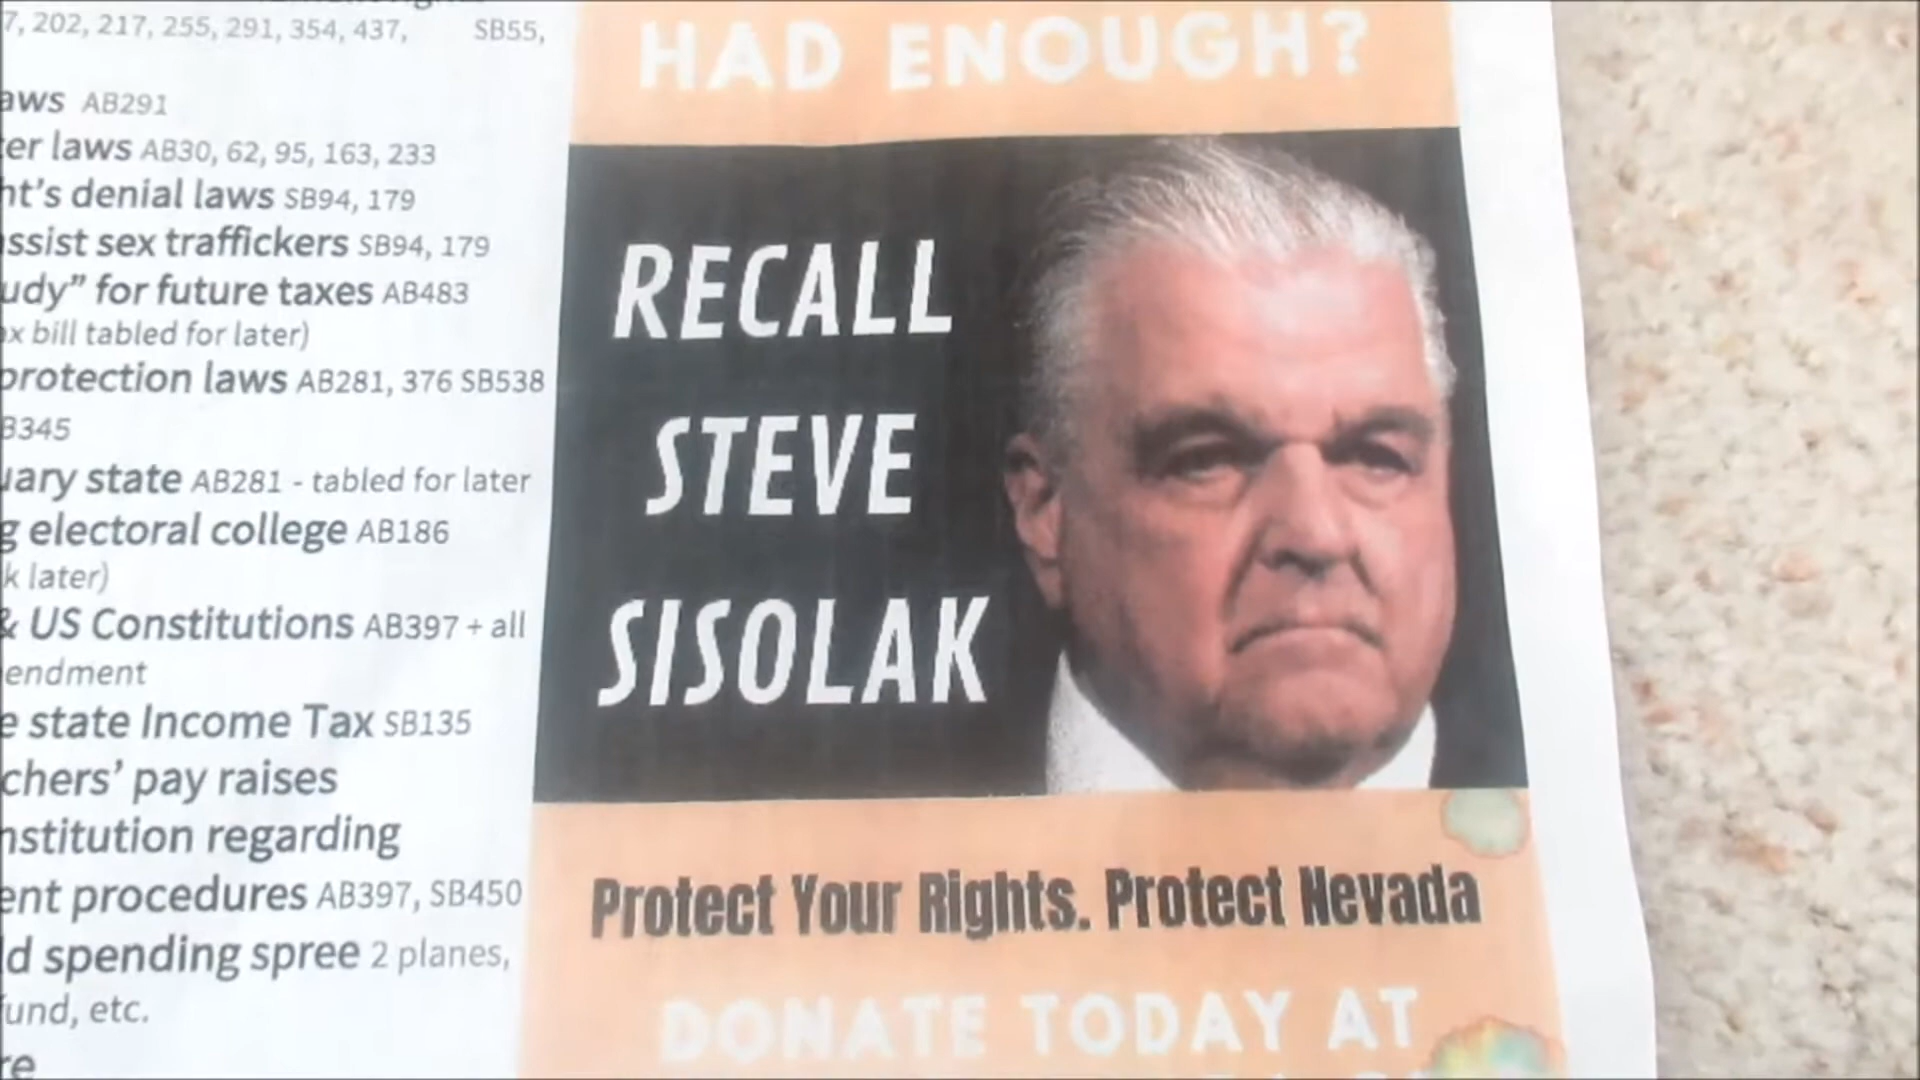 7, 202, 217, 255, 291, 354, 437, SB55,
aws AB291
er laws AB30, 62, 95, 163, 233
ht's denial laws SB94, 179
ssist sex traffickers SB94, 179
udy” for future taxes AB483
x bill tabled for later)
protection laws AB281, 376 SB538
B345
uary state AB281 - tabled for later
g electoral college AB186
k later)
& US Constitutions AB397 + all
endment
e state Income Tax SB135
chers’ pay raises
nstitution regarding
ent procedures AB397, SB450
d spending spree 2 planes,
fund, etc.
re
HAD ENOUGH?
RECALL
STEVE
SISOLAK
Protect Your Rights. Protect Nevada
DONATE TODAY AT